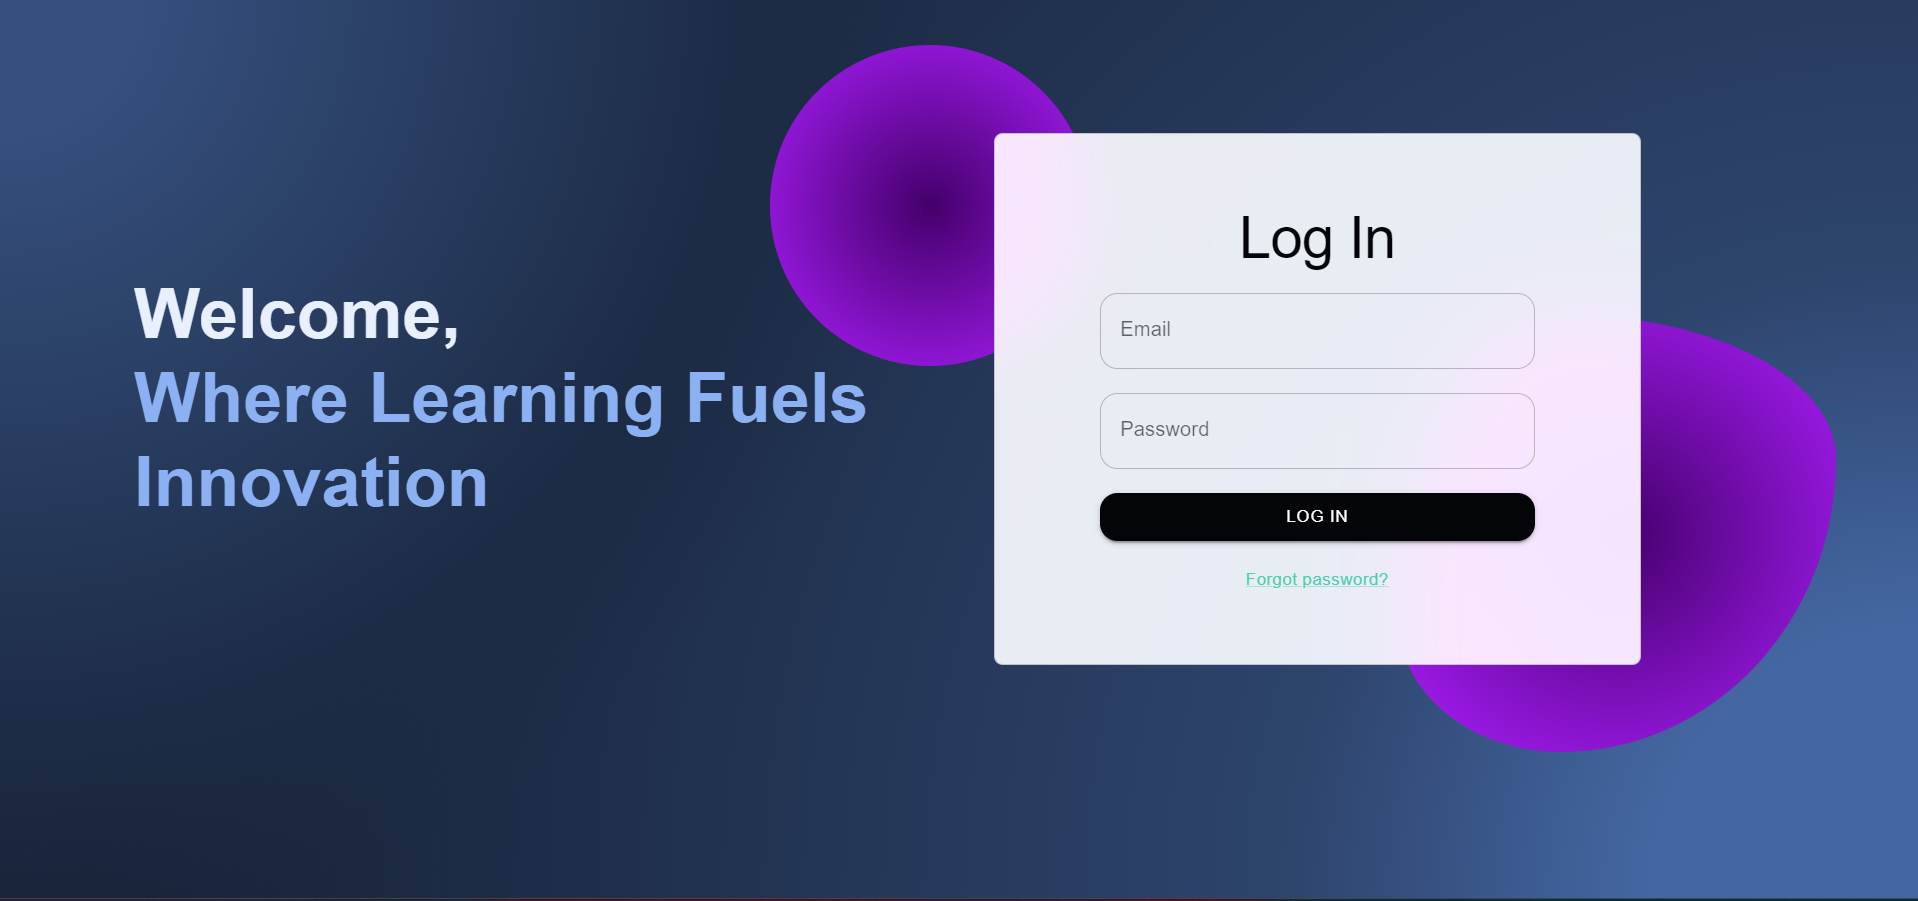 Welcome,
Where Learning Fuels
Innovation
Log In
Email
Password
LOG IN
Forgot password?